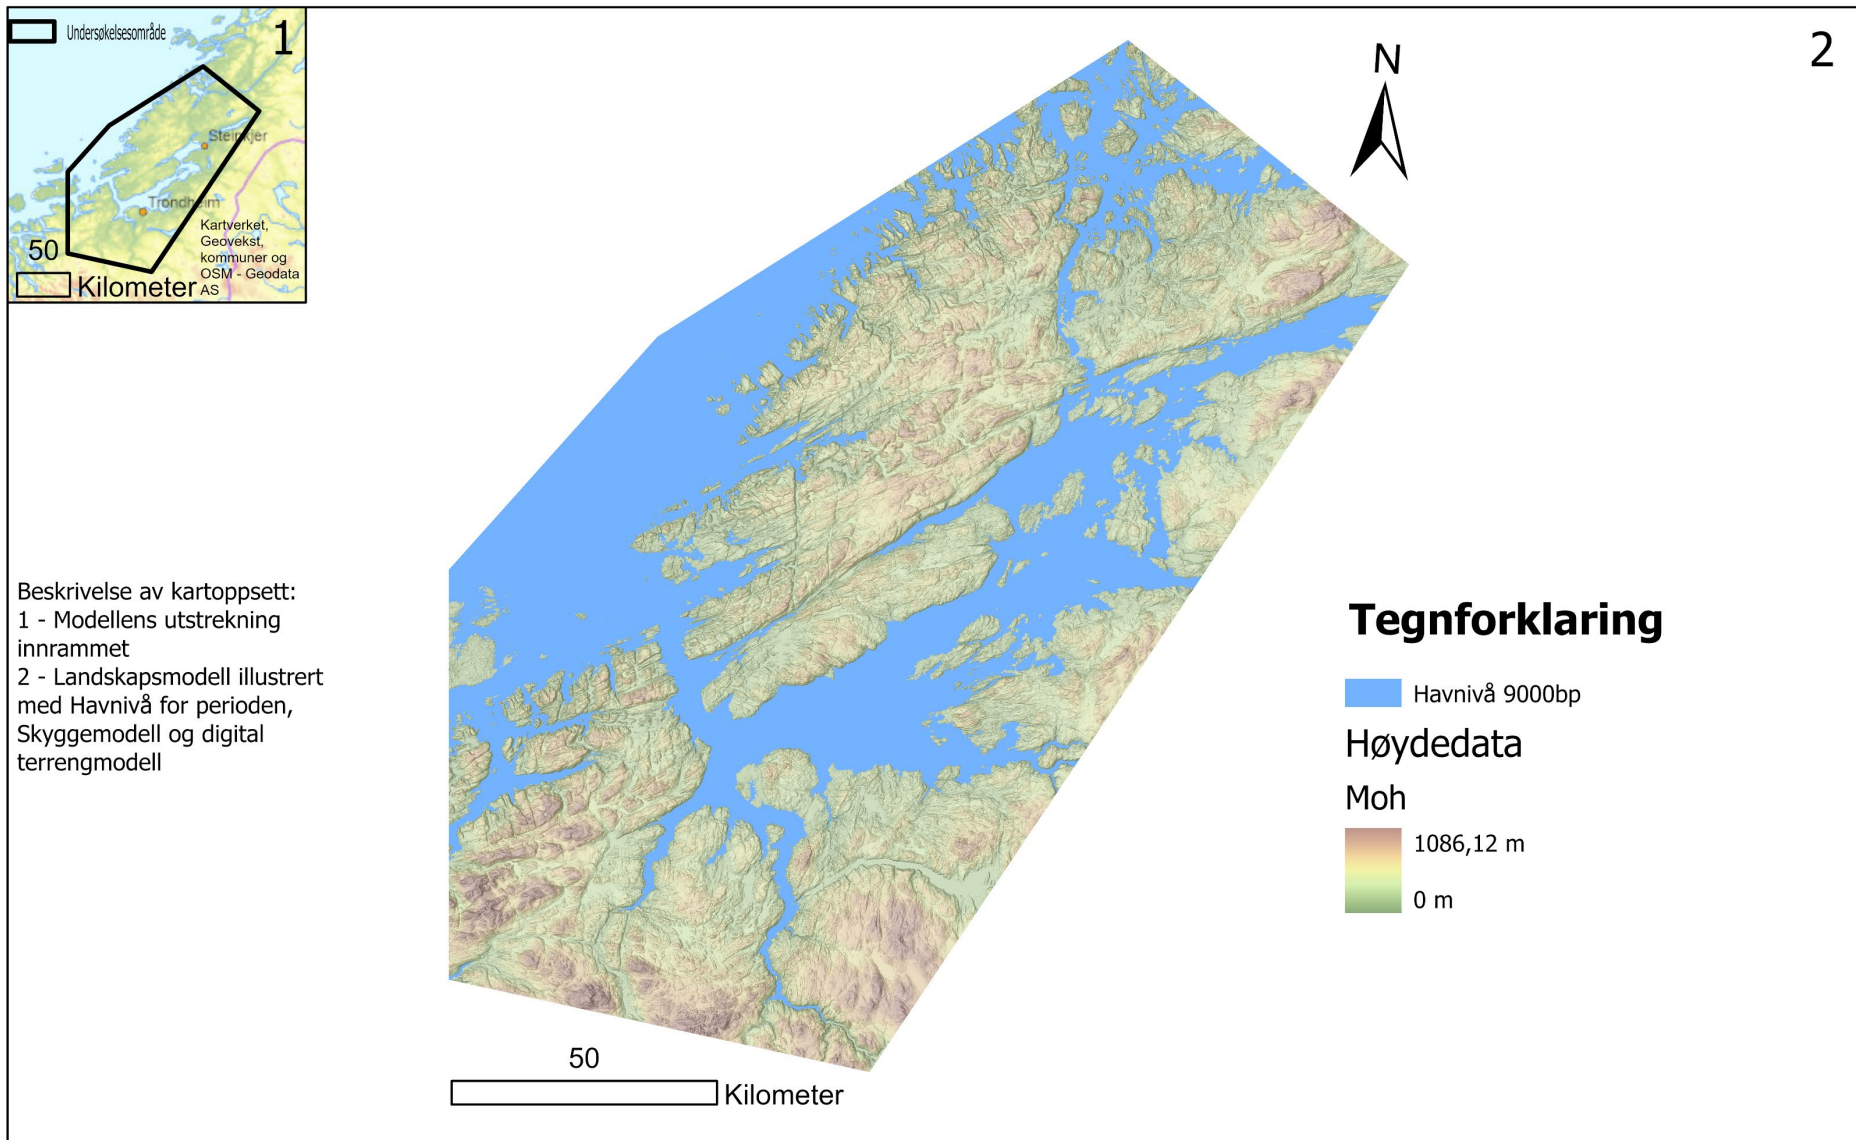 Undersøkelsesområde
1
Steinkjer
Trondheim
Kartverket,
Geovekst,
kommuner og
OSM - Geodata
AS
50
Kilometer
2
N
Beskrivelse av kartoppsett:
1 - Modellens utstrekning
innrammet
2 - Landskapsmodell illustrert
med Havnivå for perioden,
Skyggemodell og digital
terrengmodell
Tegnforklaring
Havnivå 9000bp
Høydedata
Moh
1086,12 m
0 m
50
Kilometer